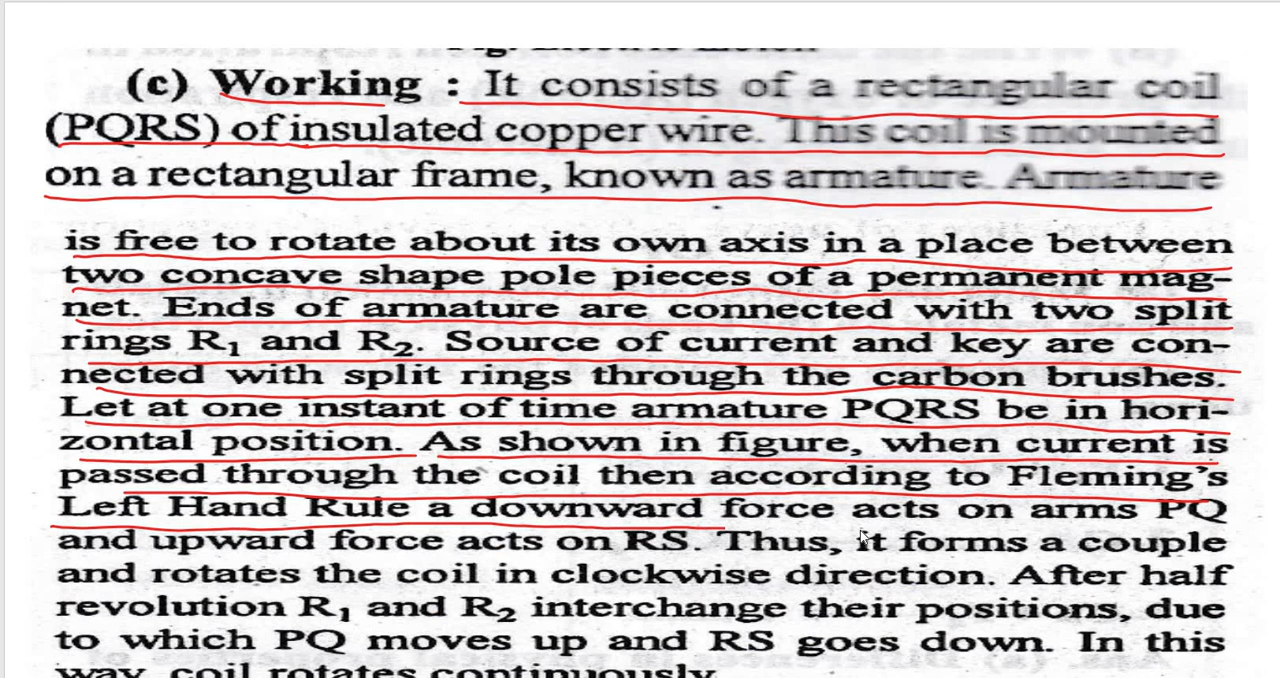 (c) Working : It consists of a rectangular coil
(PQRS) of insulated copper wire. This coil is mounted
on a rectangular frame, known as armature. Armature
is free to rotate about its own axis in a place between
two concave shape pole pieces of a permanent mag-
net. Ends of armature are connected with two split
rings R₁ and R₂. Source of current and key are con-
nected with split rings through the carbon brushes.
Let at one instant of time armature PQRS be in hori-
zontal position. As shown in figure, when current is
passed through the coil then according to Fleming's
Left Hand Rule a downward force acts on arms PQ
and upward force acts on RS. Thus, it forms a couple
and rotates the coil in clockwise direction. After half
revolution R₁ and R₂ interchange their positions, due
to which PQ moves up and RS goes down. In this
way, coil rotates continuously.